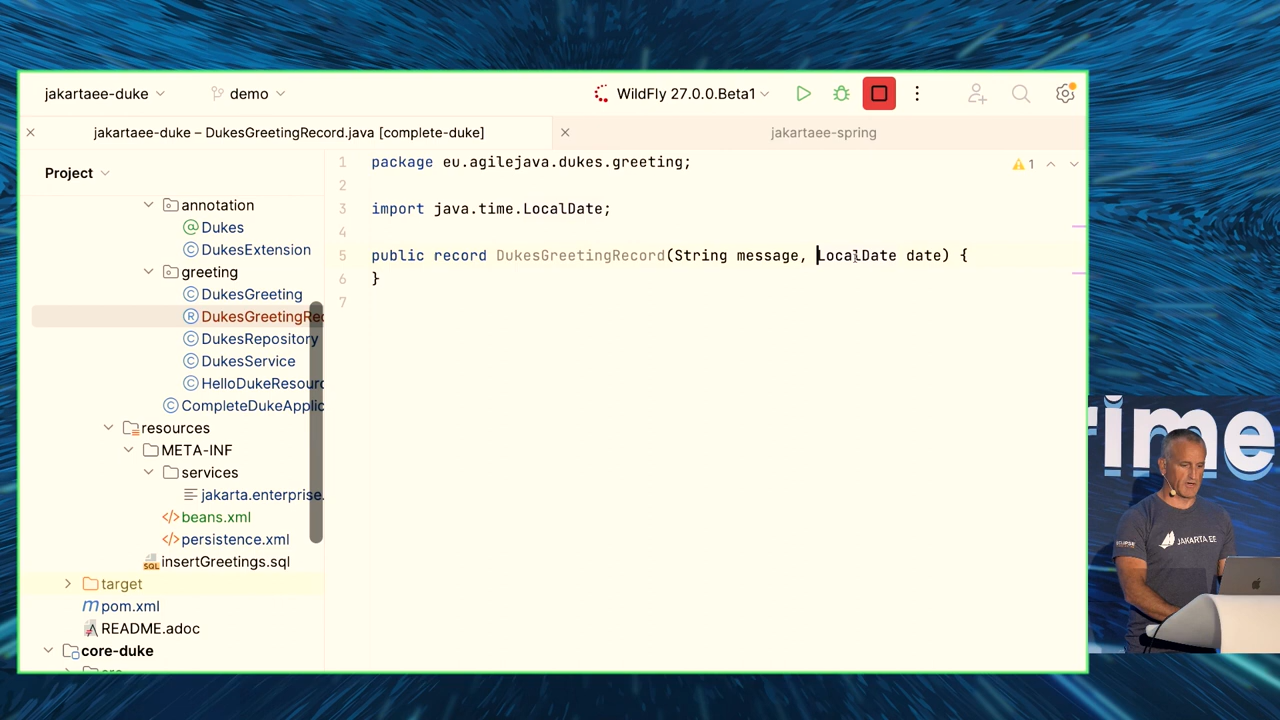 jakartaee-duke
demo
WildFly 27.0.0.Beta1
jakartaee-duke – DukesGreetingRecord.java [complete-duke]
jakartaee-spring
Project
annotation
Dukes
DukesExtension
greeting
DukesGreeting
DukesGreetingRec
DukesRepository
DukesService
HelloDukeResourc
CompleteDukeApplic
resources
META-INF
services
jakarta.enterprise.
beans.xml
persistence.xml
insertGreetings.sql
target
pom.xml
README.adoc
core-duke
1 package eu.agilejava.dukes.greeting;
2
3 import java.time.LocalDate;
4
5 public record DukesGreetingRecord(String message, LocalDate date) {
6 }
7
1
rime
ECLIPSE
JAKARTA EE